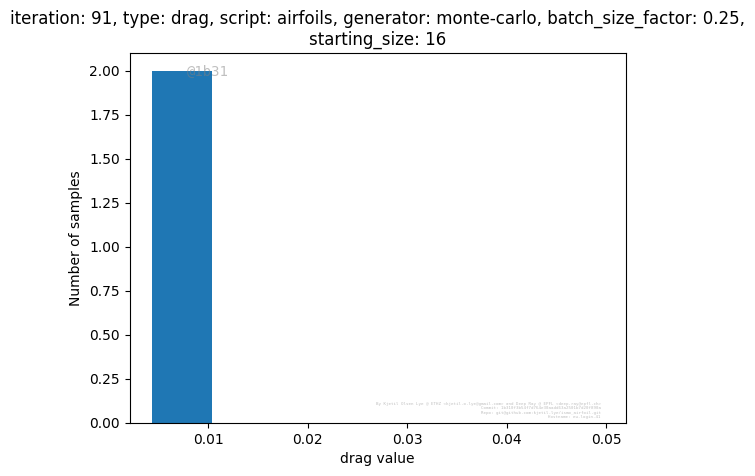 iteration: 91, type: drag, script: airfoils, generator: monte-carlo, batch_size_factor: 0.25,
starting_size: 16
@1b31
2.00
1.75
1.50
1.25
1.00
0.75
0.50
0.25
0.00
Number of samples
0.01
0.02
0.03
0.04
0.05
drag value